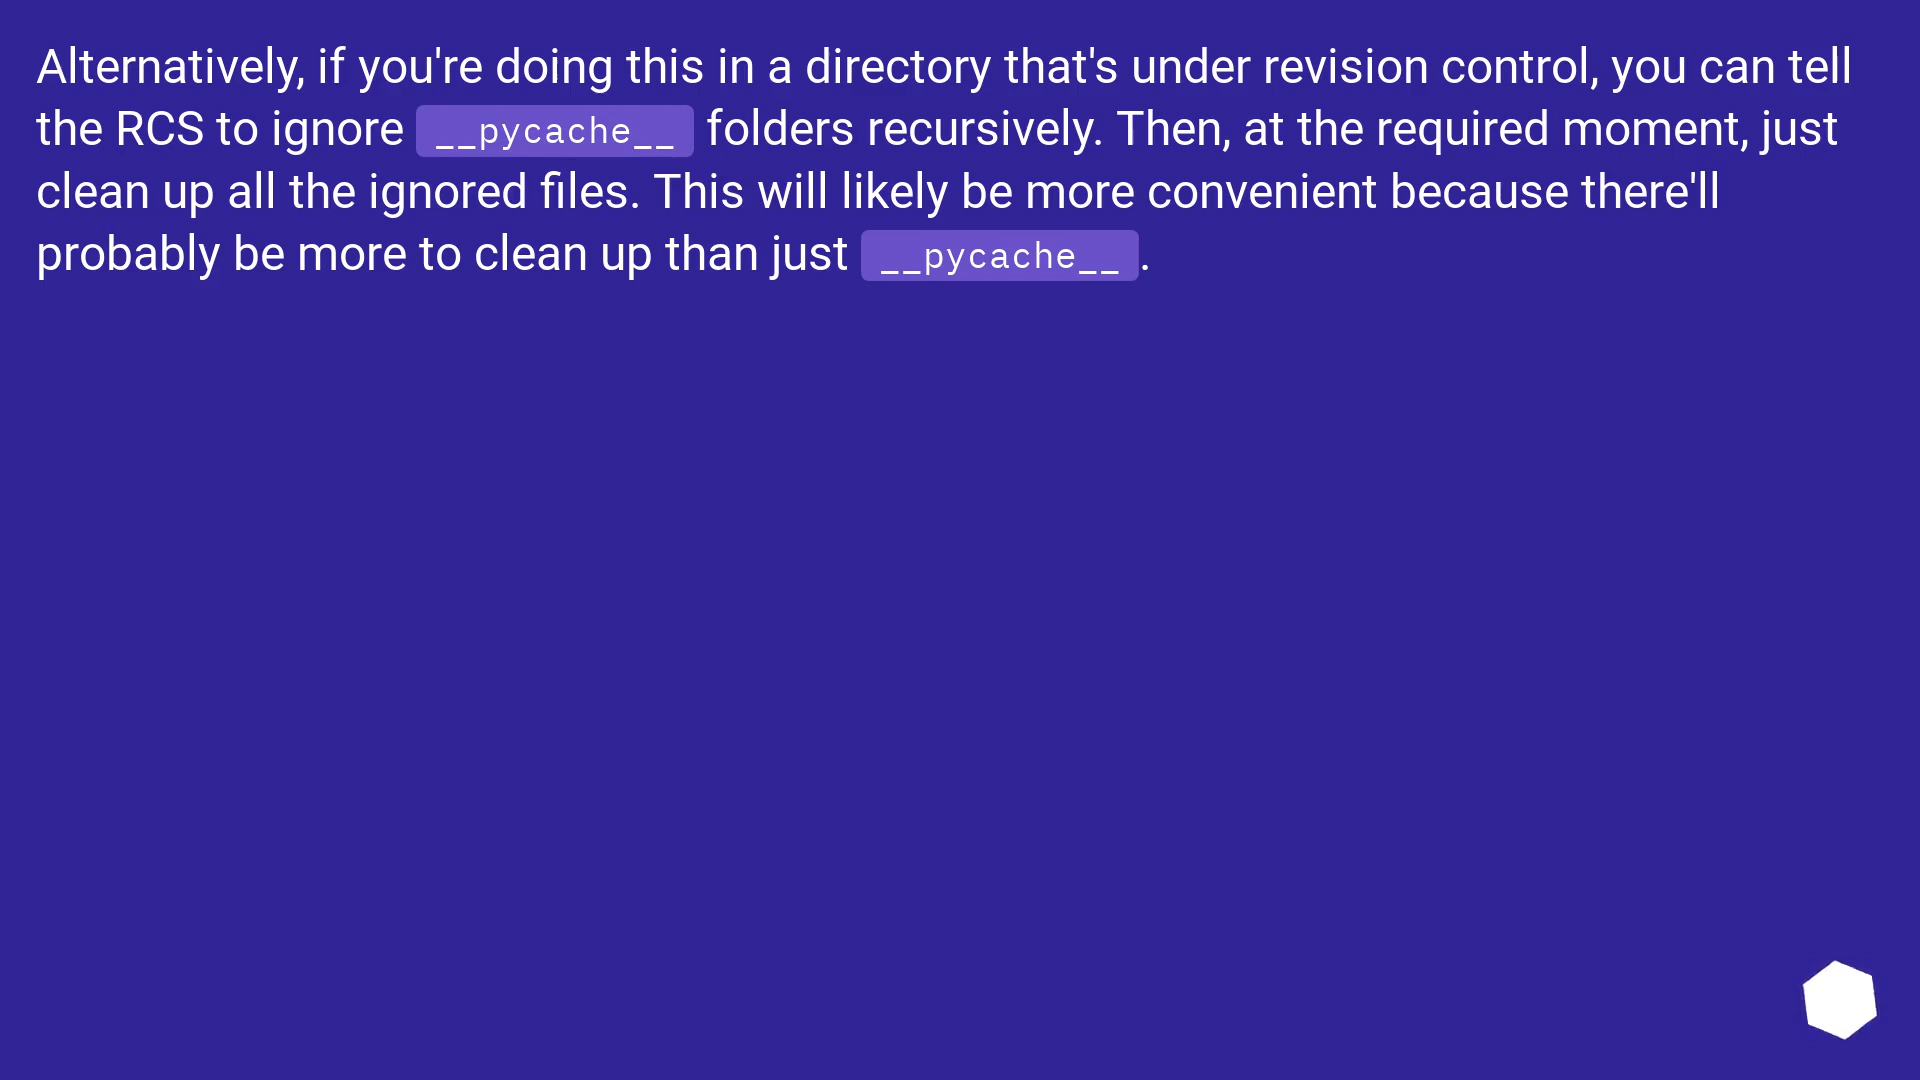 Alternatively, if you're doing this in a directory that's under revision control, you can tell
the RCS to ignore __pycache__ folders recursively. Then, at the required moment, just
clean up all the ignored files. This will likely be more convenient because there'll
probably be more to clean up than just __pycache__.